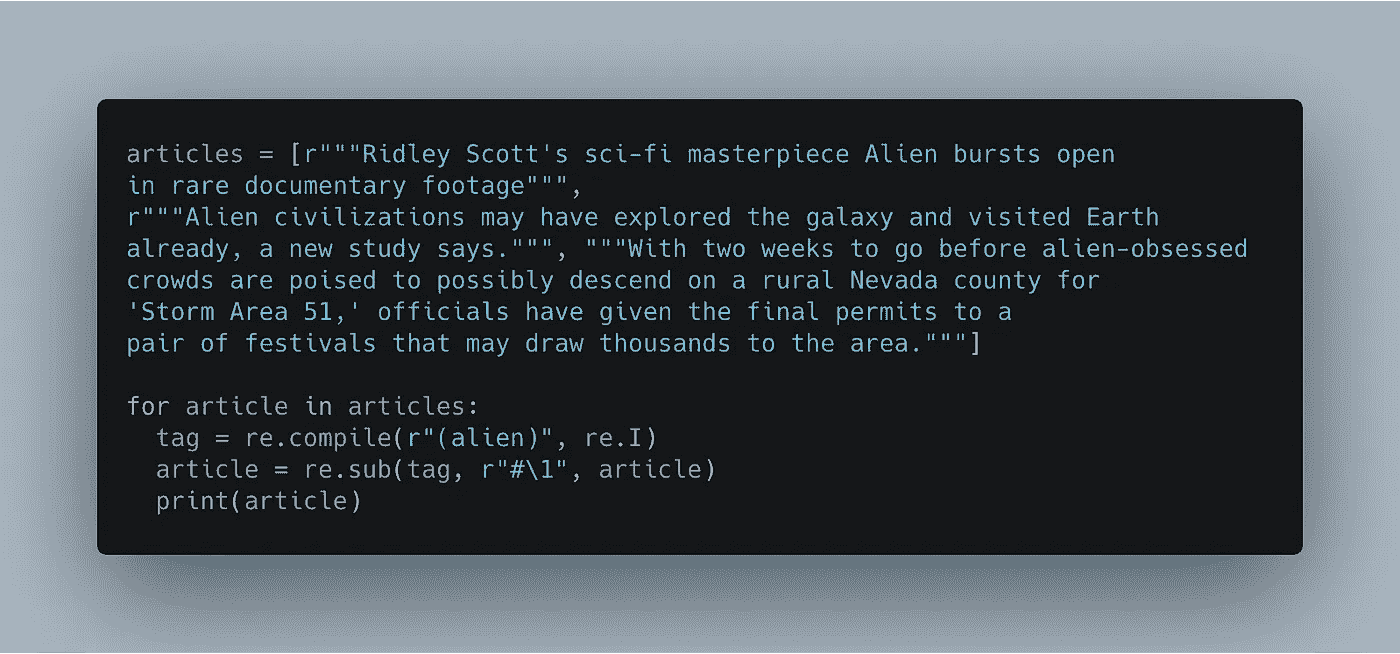 articles = [r"""Ridley Scott's sci-fi masterpiece Alien bursts open
in rare documentary footage""",
r"""Alien civilizations may have explored the galaxy and visited Earth
already, a new study says.""", """With two weeks to go before alien-obsessed
crowds are poised to possibly descend on a rural Nevada county for
'Storm Area 51,' officials have given the final permits to a
pair of festivals that may draw thousands to the area."""]

for article in articles:
  tag = re.compile(r"(alien)", re.I)
  article = re.sub(tag, r"#\1", article)
  print(article)